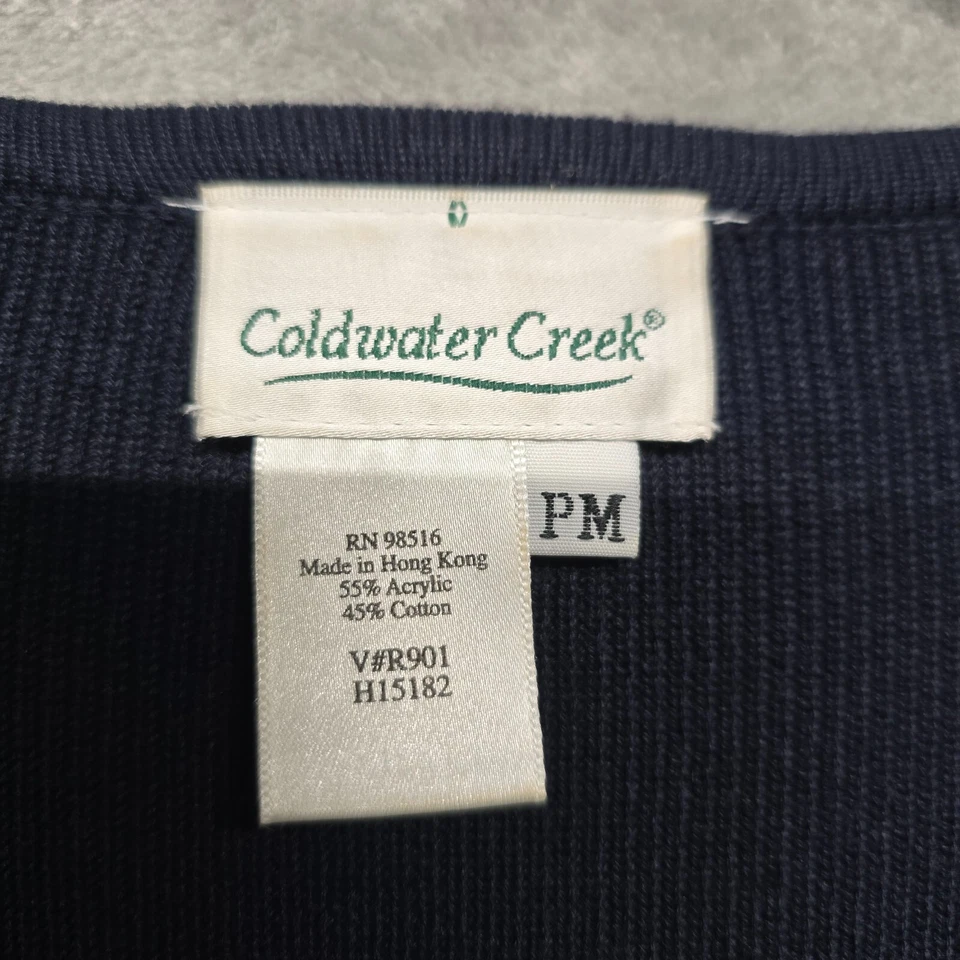 Coldwater Creek®
PM
RN 98516
Made in Hong Kong
55% Acrylic
45% Cotton
V#R901
H15182